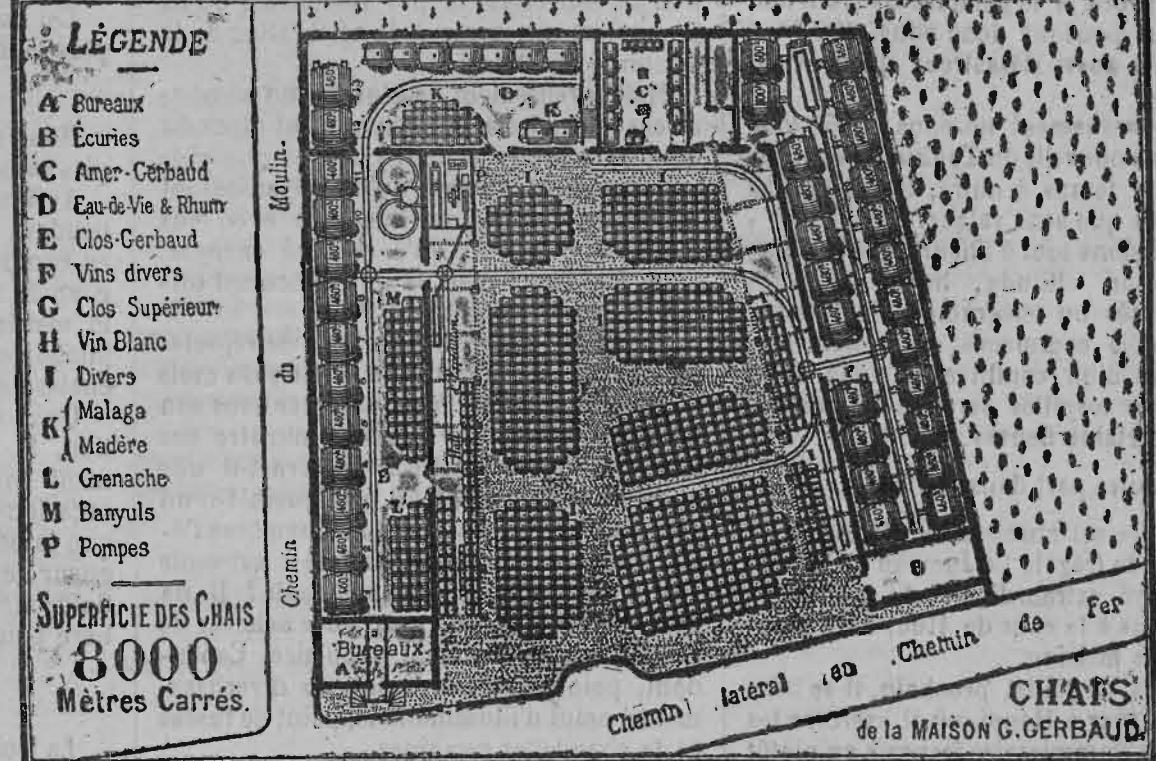 LÉGENDE
A Bureaux
B Écuries
C Amer-Gerbaud
D Eau-de-Vie & Rhum
E Clos-Gerbaud
F Vins divers
G Clos Supérieur
H Vin Blanc
I Divers
K Malaga
Madère
L Grenache
M Banyuls
P Pompes
SUPERFICIE DES CHAIS
8000
Mètres Carrés.
Chemin du Moulin.
Bureaux.
A
Chemin latéral au Chemin de Fer
CHAIS
de la MAISON G. GERBAUD.